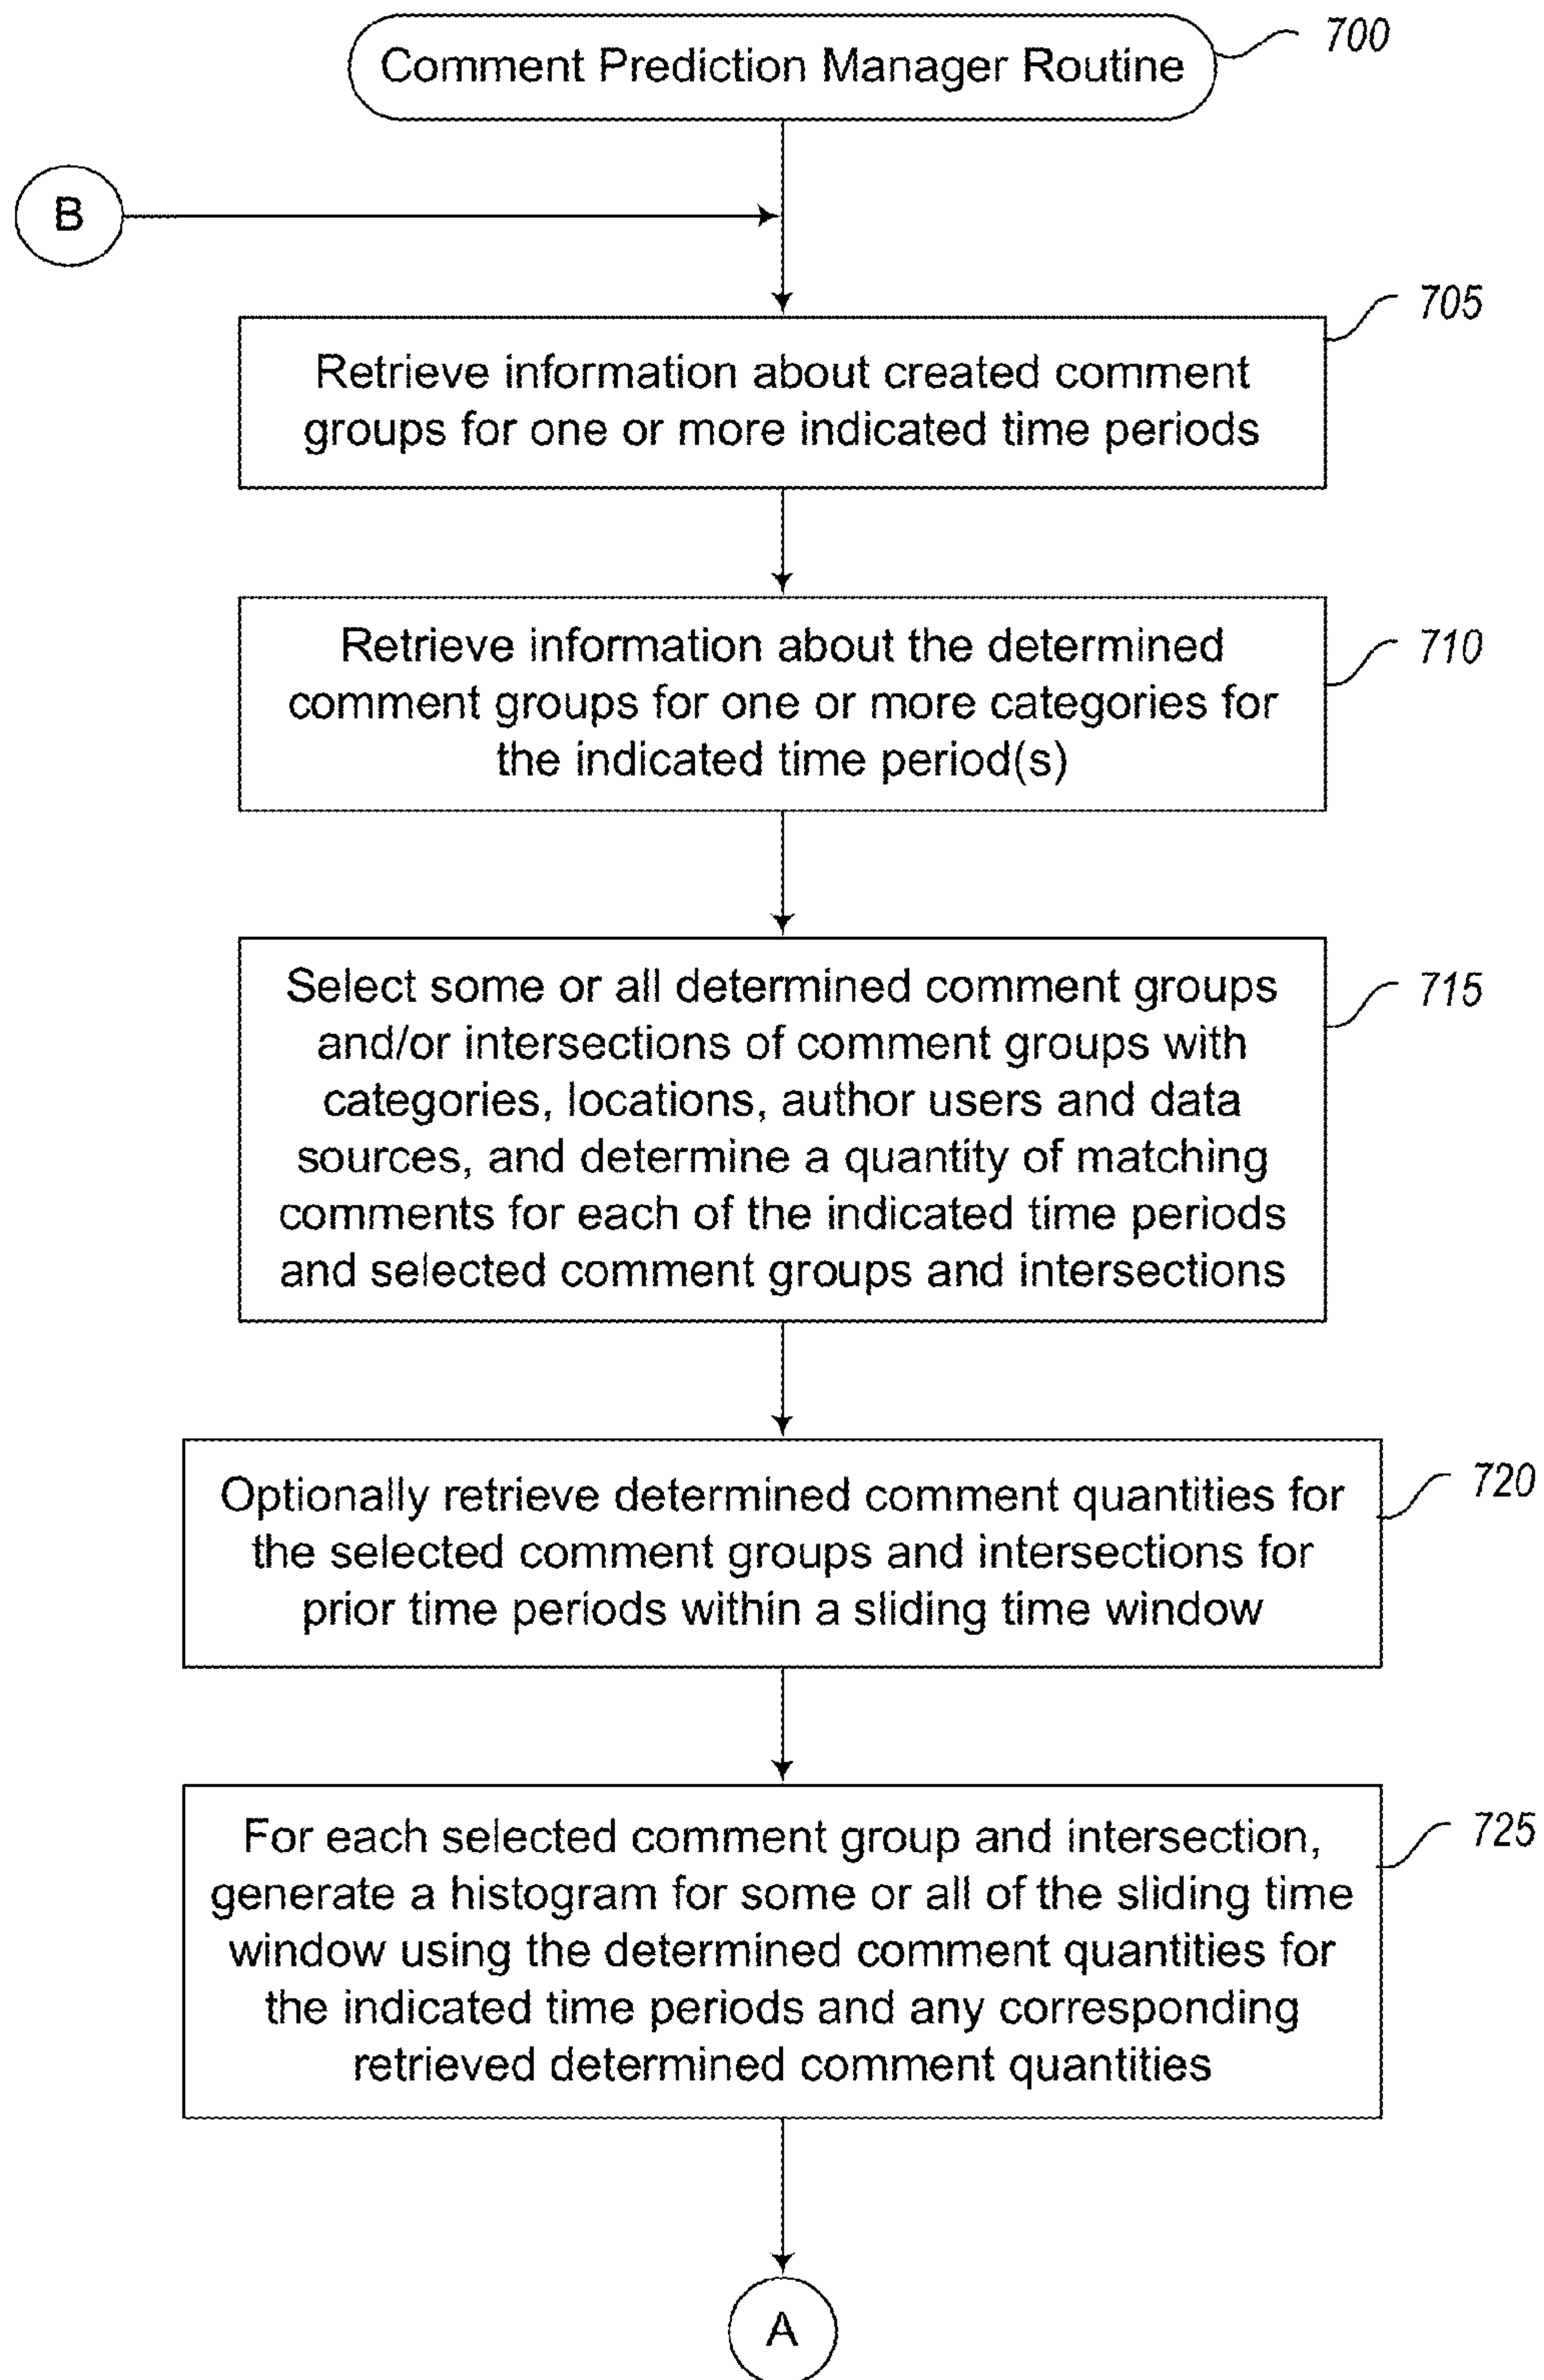 Comment Prediction Manager Routine
700
B
705
Retrieve information about created comment
groups for one or more indicated time periods
710
Retrieve information about the determined
comment groups for one or more categories for
the indicated time period(s)
715
Select some or all determined comment groups
and/or intersections of comment groups with
categories, locations, author users and data
sources, and determine a quantity of matching
comments for each of the indicated time periods
and selected comment groups and intersections
720
Optionally retrieve determined comment quantities for
the selected comment groups and intersections for
prior time periods within a sliding time window
725
For each selected comment group and intersection,
generate a histogram for some or all of the sliding time
window using the determined comment quantities for
the indicated time periods and any corresponding
retrieved determined comment quantities
A